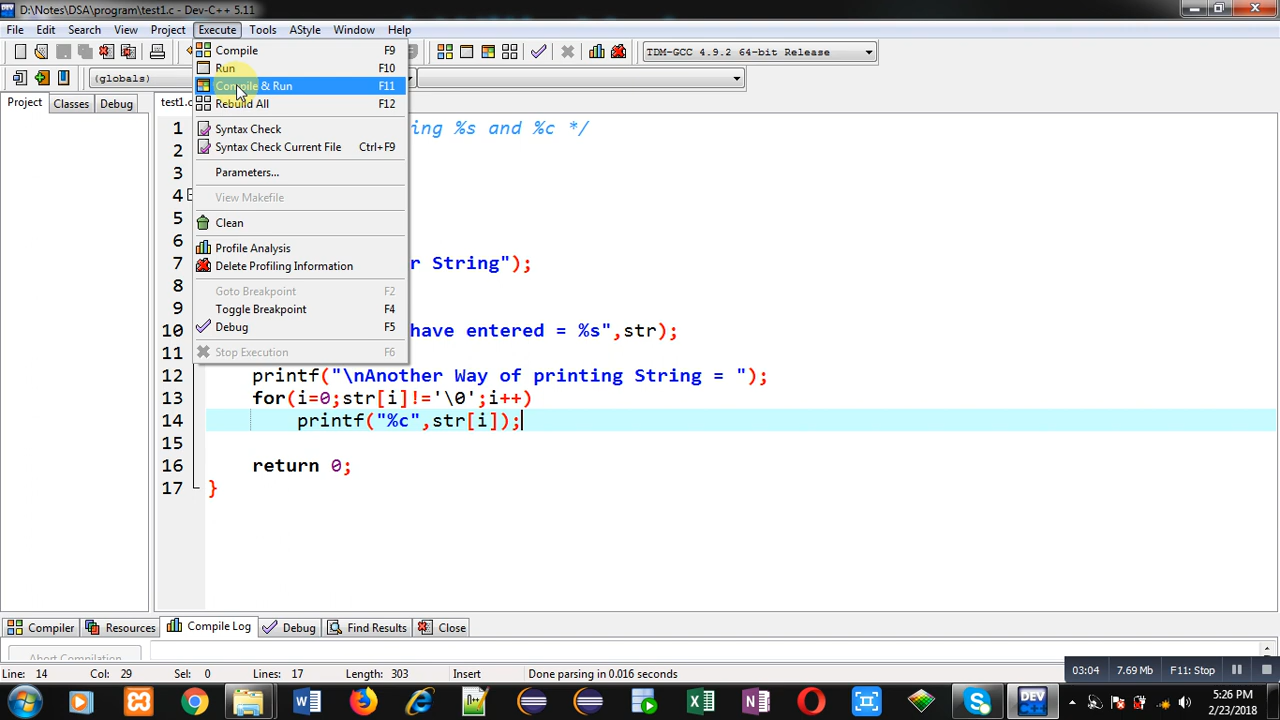 D:\Notes\DSA\program\test1.c - Dev-C++ 5.11
File Edit Search View Project Execute Tools AStyle Window Help
TDM-GCC 4.9.2 64-bit Release
(globals)
Project Classes Debug
test1.c
Compile F9
Run F10
Compile & Run F11
Rebuild All F12
Syntax Check
Syntax Check Current File Ctrl+F9
Parameters...
View Makefile
Clean
Profile Analysis
Delete Profiling Information
Goto Breakpoint F2
Toggle Breakpoint F4
Debug F5
Stop Execution F6
1 ing %s and %c */
2
3
4
5
6
7 r String");
8
9
10 have entered = %s",str);
11
12 printf("\nAnother Way of printing String = ");
13 for(i=0;str[i]!='\0';i++)
14 printf("%c",str[i]);
15
16 return 0;
17 }
Compiler Resources Compile Log Debug Find Results Close
Abort Compilation
Line: 14 Col: 29 Sel: 0 Lines: 17 Length: 303 Insert Done parsing in 0.016 seconds
03:04 7.69 Mb F11: Stop
DEV
5:26 PM
2/23/2018